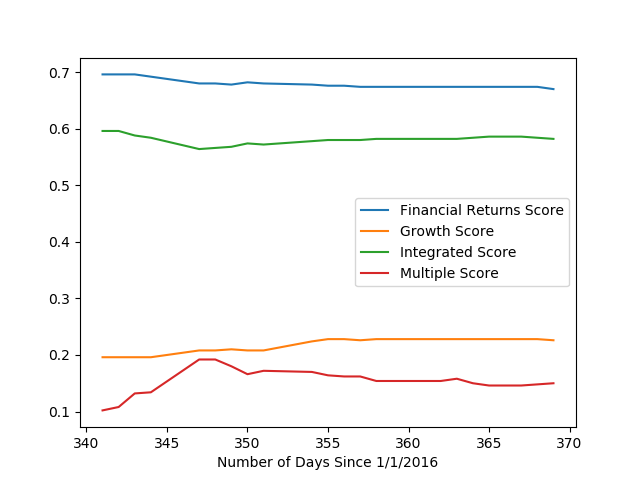 0.7
0.6
0.5
0.4
0.3
0.2
0.1
Financial Returns Score
Growth Score
Integrated Score
Multiple Score
340 345 350 355 360 365 370
Number of Days Since 1/1/2016